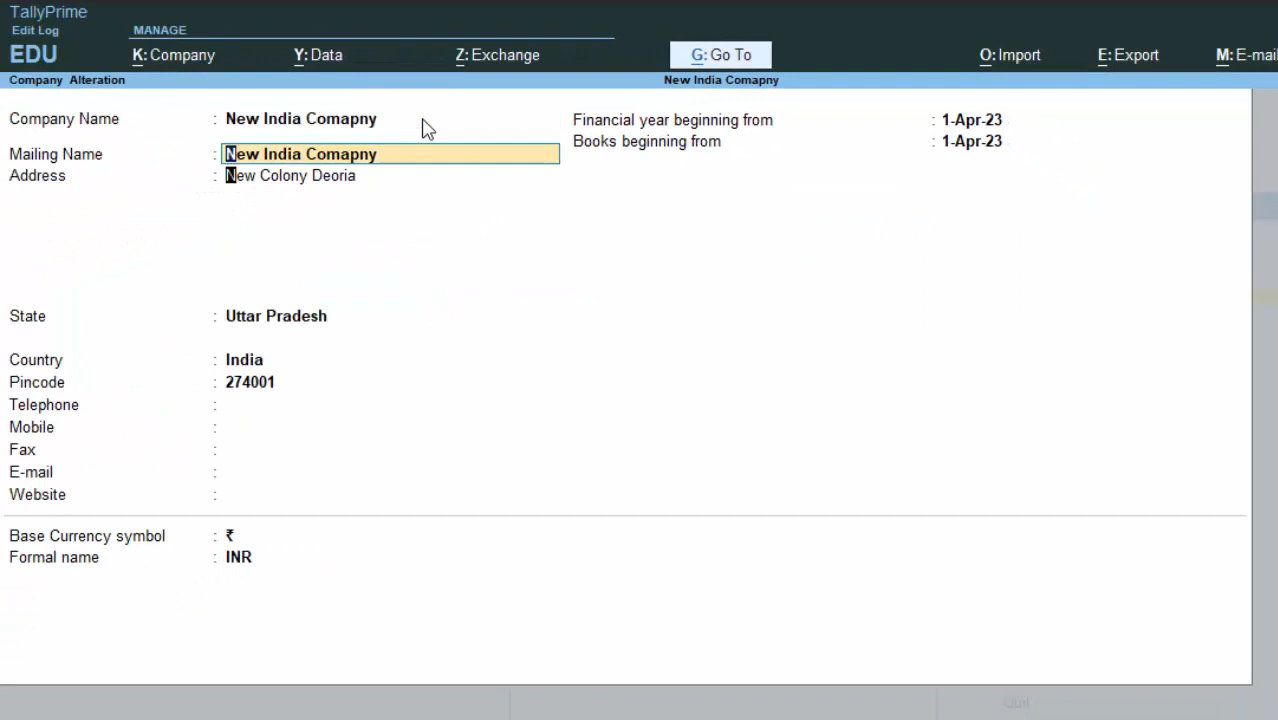 TallyPrime
Edit Log
MANAGE
EDU
K: Company
Y: Data
Z: Exchange
G: Go To
O: Import
E: Export
M: E-mail
Company Alteration
New India Comapny
Company Name : New India Comapny
Financial year beginning from : 1-Apr-23
Books beginning from : 1-Apr-23
Mailing Name : New India Comapny
Address : New Colony Deoria
State : Uttar Pradesh
Country : India
Pincode : 274001
Telephone :
Mobile :
Fax :
E-mail :
Website :
Base Currency symbol : ₹
Formal name : INR
Quit